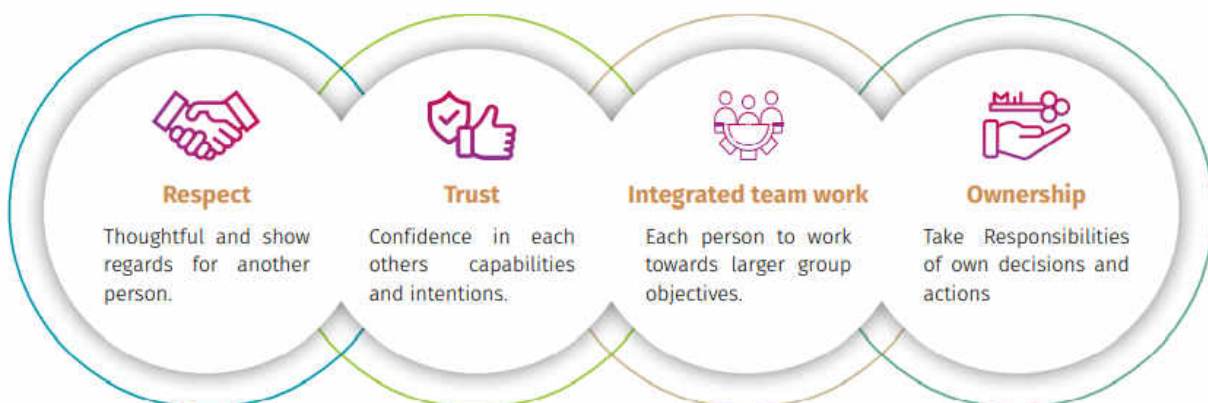 Respect
Thoughtful and show
regards for another
person.
Trust
Confidence in each
others capabilities
and intentions.
Integrated team work
Each person to work
towards larger group
objectives.
Ownership
Take Responsibilities
of own decisions and
actions